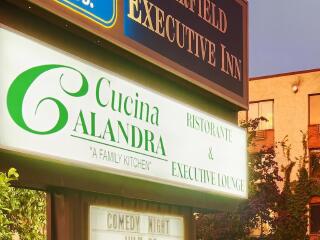 EXECUTIVE INN
Cucina
CALANDRA
"A FAMILY KITCHEN"
RISTORANTE
&
EXECUTIVE LOUNGE
COMEDY NIGHT